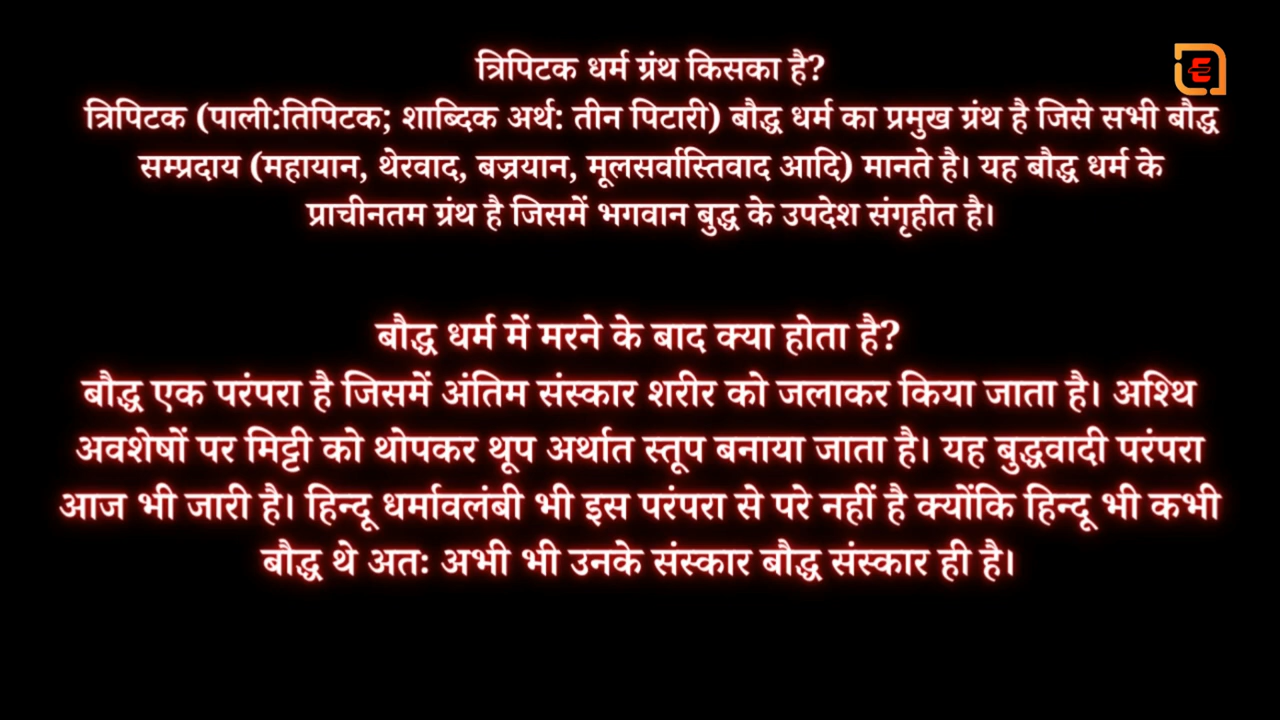 त्रिपिटक धर्म ग्रंथ किसका है?
त्रिपिटक (पाली:तिपिटक; शाब्दिक अर्थ: तीन पिटारी) बौद्ध धर्म का प्रमुख ग्रंथ है जिसे सभी बौद्ध
सम्प्रदाय (महायान, थेरवाद, बज्रयान, मूलसर्वास्तिवाद आदि) मानते है। यह बौद्ध धर्म के
प्राचीनतम ग्रंथ है जिसमें भगवान बुद्ध के उपदेश संगृहीत है।
बौद्ध धर्म में मरने के बाद क्या होता है?
बौद्ध एक परंपरा है जिसमें अंतिम संस्कार शरीर को जलाकर किया जाता है। अश्थि
अवशेषों पर मिट्टी को थोपकर थूप अर्थात स्तूप बनाया जाता है। यह बुद्धवादी परंपरा
आज भी जारी है। हिन्दू धर्मावलंबी भी इस परंपरा से परे नहीं है क्योंकि हिन्दू भी कभी
बौद्ध थे अत: अभी भी उनके संस्कार बौद्ध संस्कार ही है।